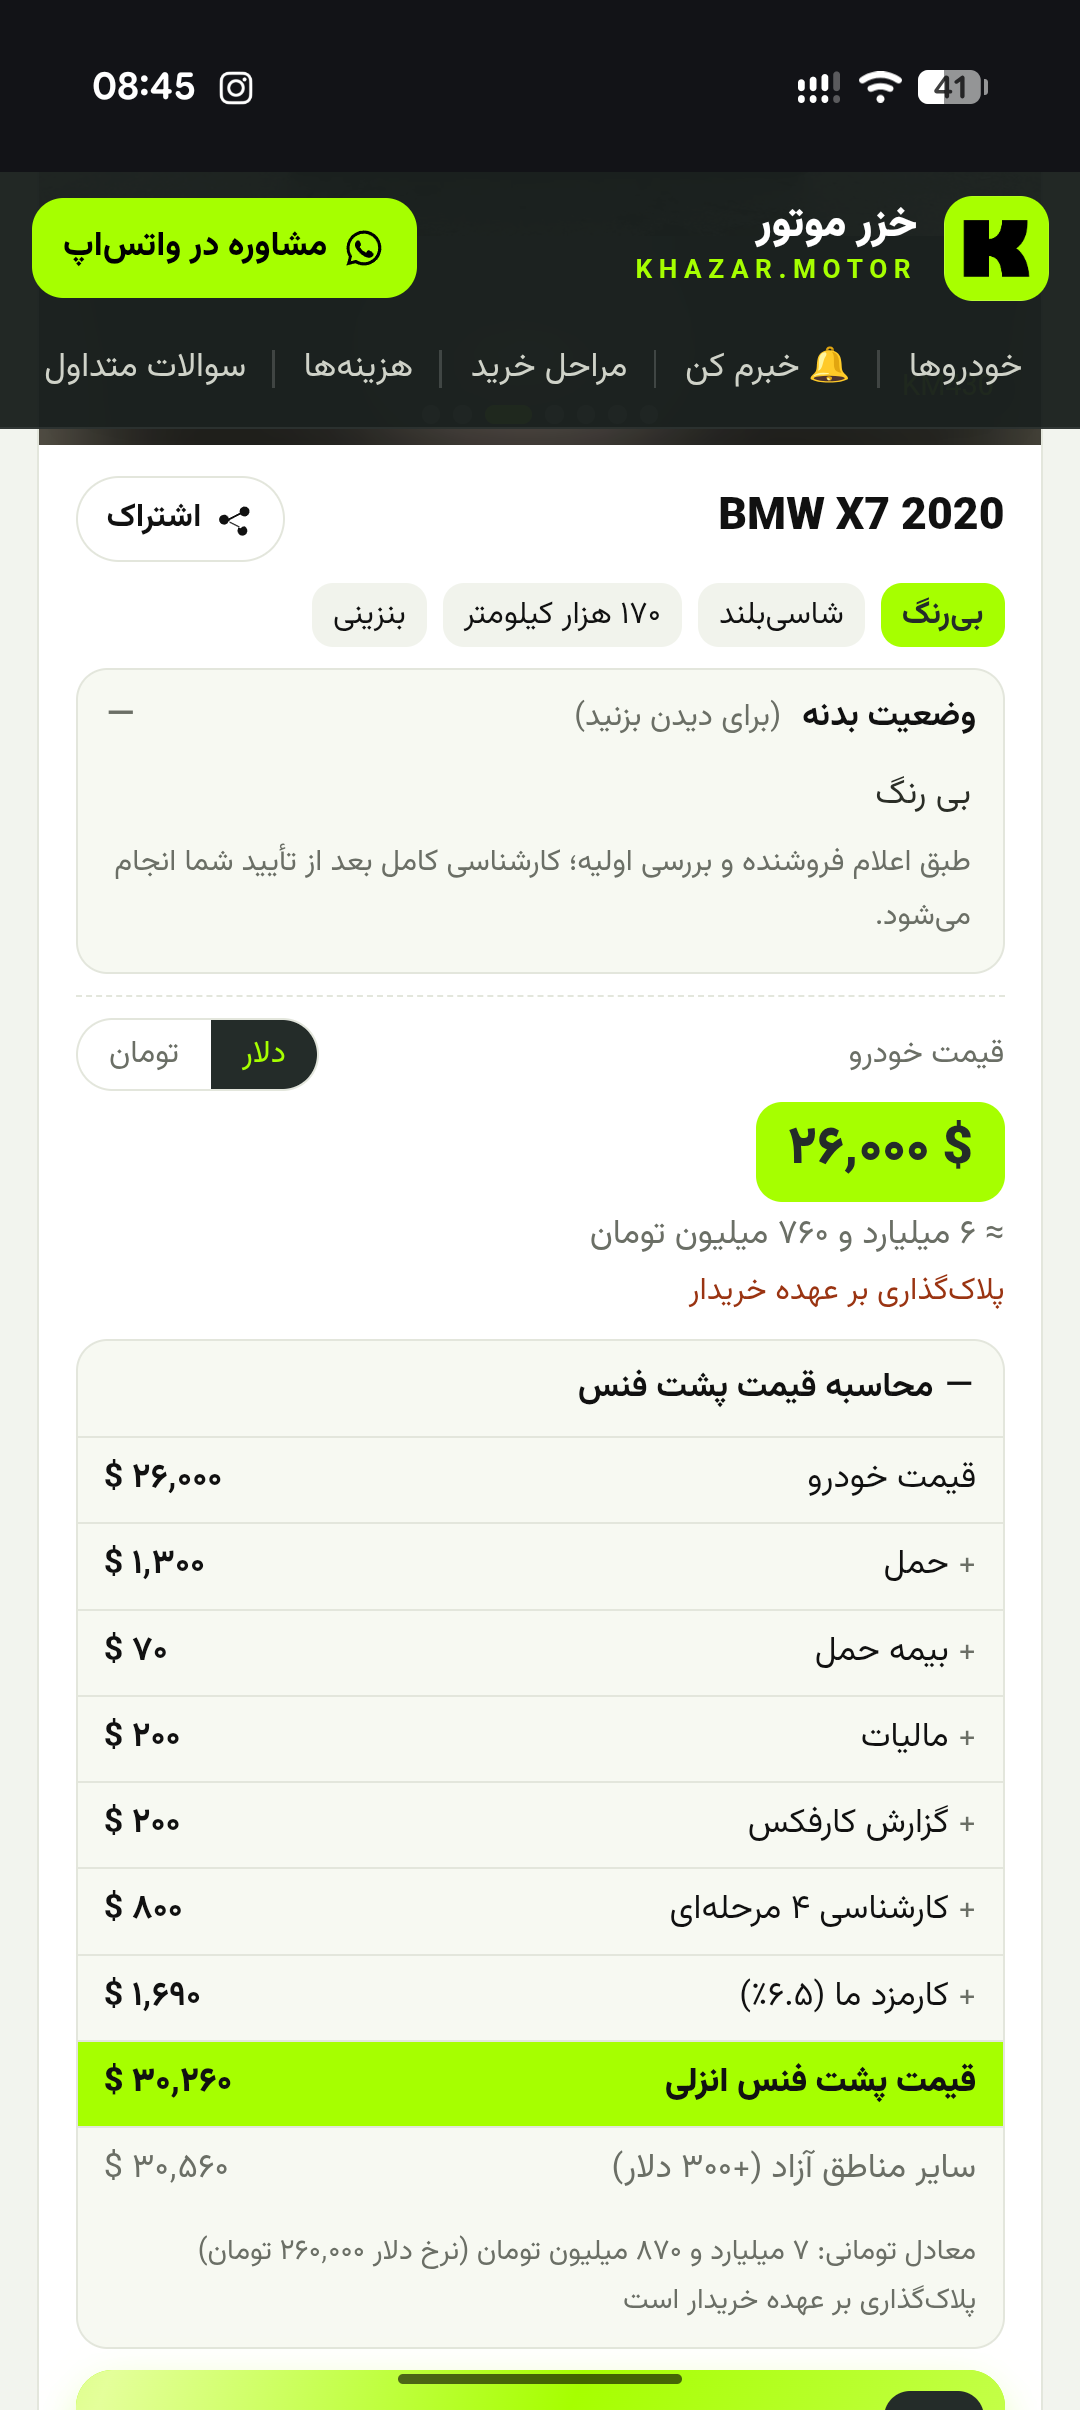 08:45
41
خزر موتور
KHAZAR.MOTOR
مشاوره در واتس‌اپ
خودروها
🔔 خبرم کن
مراحل خرید
هزینه‌ها
سوالات متداول
BMW X7 2020
اشتراک
بی‌رنگ
شاسی‌بلند
۱۷۰ هزار کیلومتر
بنزینی
وضعیت بدنه (برای دیدن بزنید) −
بی رنگ
طبق اعلام فروشنده و بررسی اولیه؛ کارشناسی کامل بعد از تأیید شما انجام
می‌شود.
قیمت خودرو
دلار
تومان
۲۶,۰۰۰ $
≈ ۶ میلیارد و ۷۶۰ میلیون تومان
پلاک‌گذاری بر عهده خریدار
− محاسبه قیمت پشت فنس
قیمت خودرو ۲۶,۰۰۰ $
+ حمل ۱,۳۰۰ $
+ بیمه حمل ۷۰ $
+ مالیات ۲۰۰ $
+ گزارش کارفکس ۲۰۰ $
+ کارشناسی ۴ مرحله‌ای ۸۰۰ $
+ کارمزد ما (۶.۵٪) ۱,۶۹۰ $
قیمت پشت فنس انزلی ۳۰,۲۶۰ $
سایر مناطق آزاد (+۳۰۰ دلار) ۳۰,۵۶۰ $
معادل تومانی: ۷ میلیارد و ۸۷۰ میلیون تومان (نرخ دلار ۲۶۰,۰۰۰ تومان)
پلاک‌گذاری بر عهده خریدار است